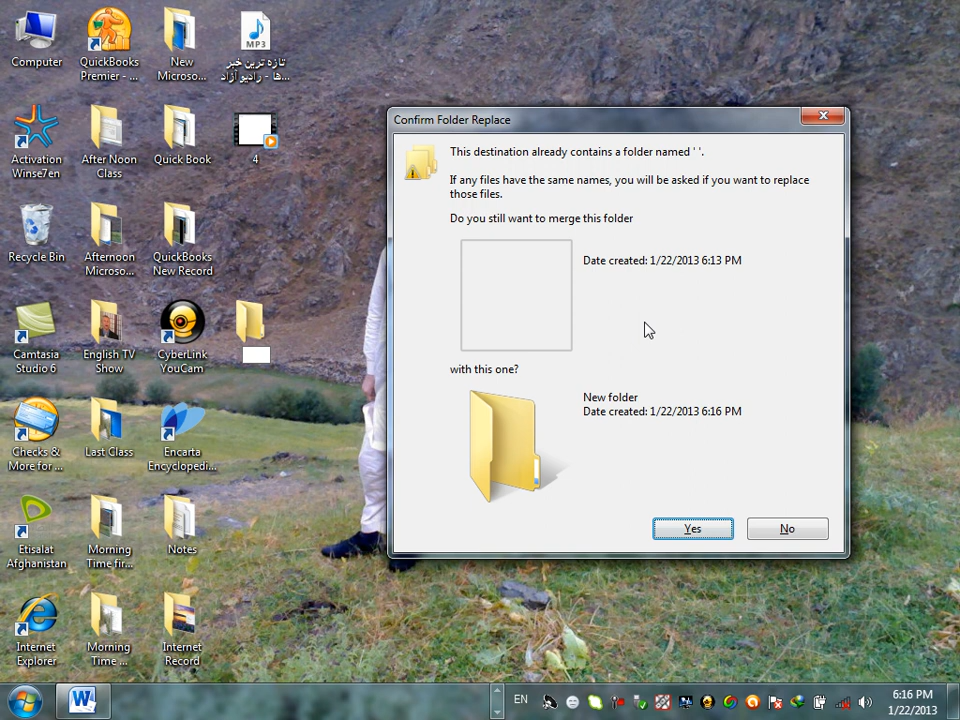 Computer
QuickBooks
Premier - ...
New
Microso...
تازه ترین خبر
ها - رادیو آزاد...
MP3
Activation
Winse7en
After Noon
Class
Quick Book
4
Recycle Bin
Afternoon
Microso...
QuickBooks
New Record
Camtasia
Studio 6
English TV
Show
CyberLink
YouCam
Checks &
More for ...
Last Class
Encarta
Encyclopedi...
Etisalat
Afghanistan
Morning
Time fir...
Notes
Internet
Explorer
Morning
Time ...
Internet
Record
Confirm Folder Replace
This destination already contains a folder named ' '.
If any files have the same names, you will be asked if you want to replace
those files.
Do you still want to merge this folder
Date created: 1/22/2013 6:13 PM
with this one?
New folder
Date created: 1/22/2013 6:16 PM
Yes
No
W
EN
6:16 PM
1/22/2013